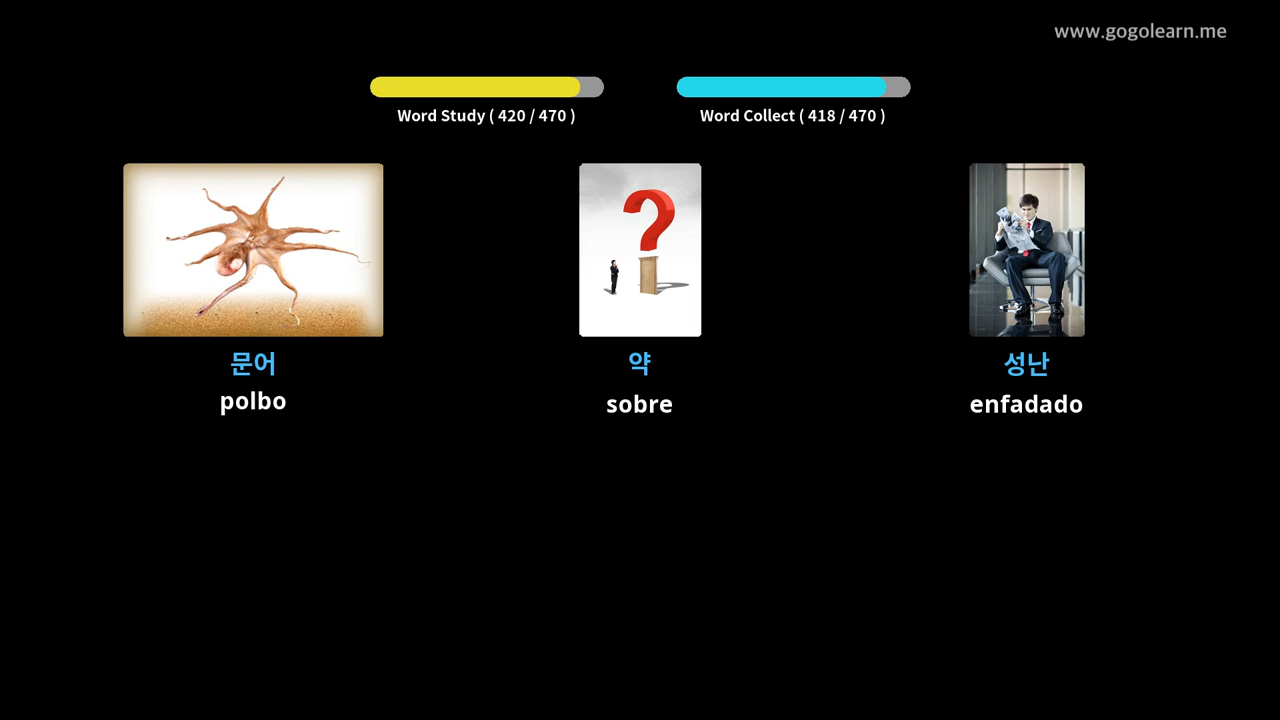 www.gogolearn.me
Word Study ( 420 / 470 )
Word Collect ( 418 / 470 )
문어
약
성난
polbo
sobre
enfadado